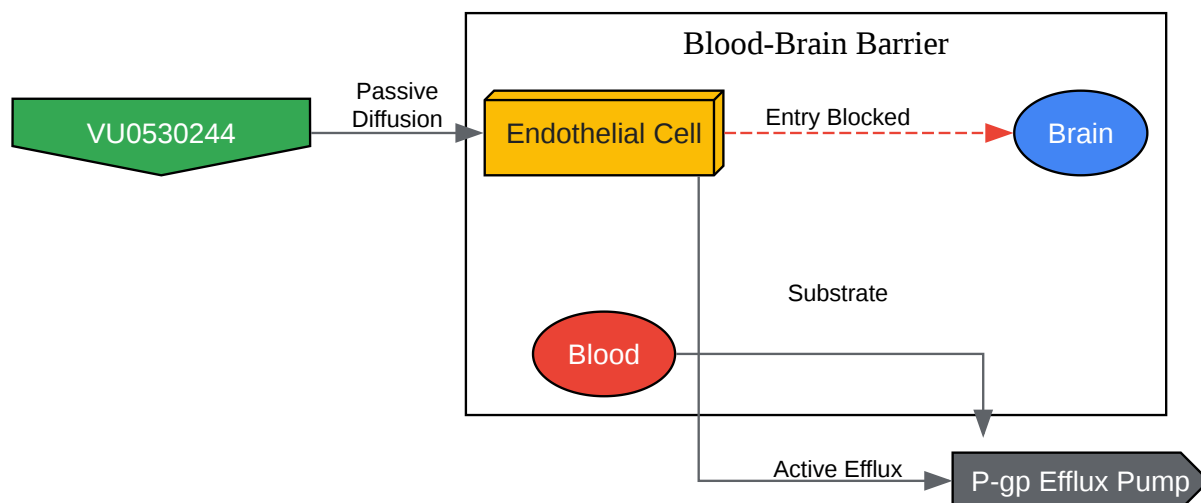 Blood-Brain Barrier
VU0530244
Passive
Diffusion
Endothelial Cell
Entry Blocked
Brain
Substrate
Blood
Active Efflux
P-gp Efflux Pump